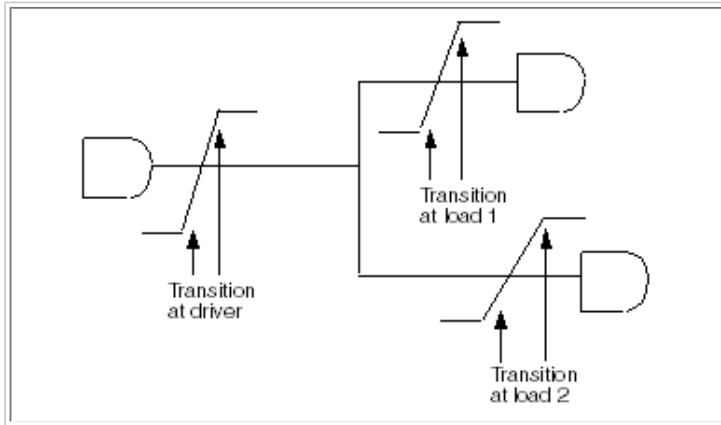 Transition
at load 1
Transition
at driver
Transition
at load 2